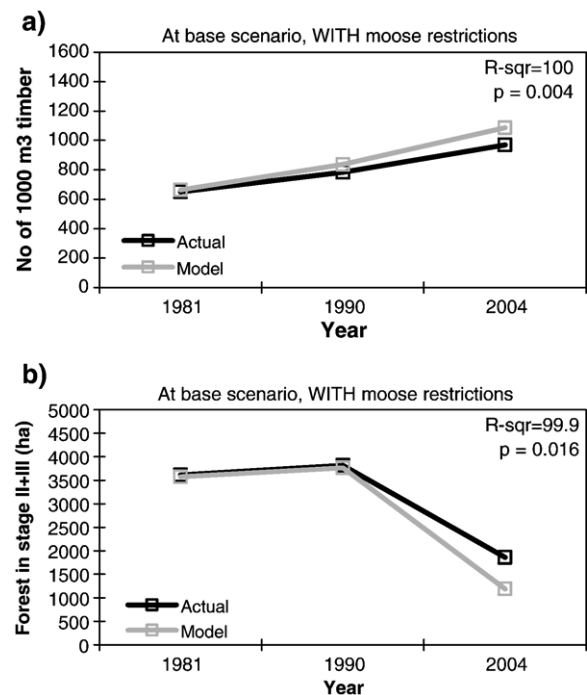 a)
At base scenario, WITH moose restrictions
1600
1400
1200
1000
800
600
400
200
0
No of 1000 m3 timber
R-sqr=100
p = 0.004
Actual
Model
1981
1990
2004
Year
b)
At base scenario, WITH moose restrictions
5000
4500
4000
3500
3000
2500
2000
1500
1000
500
0
Forest in stage II+III (ha)
R-sqr=99.9
p = 0.016
Actual
Model
1981
1990
2004
Year